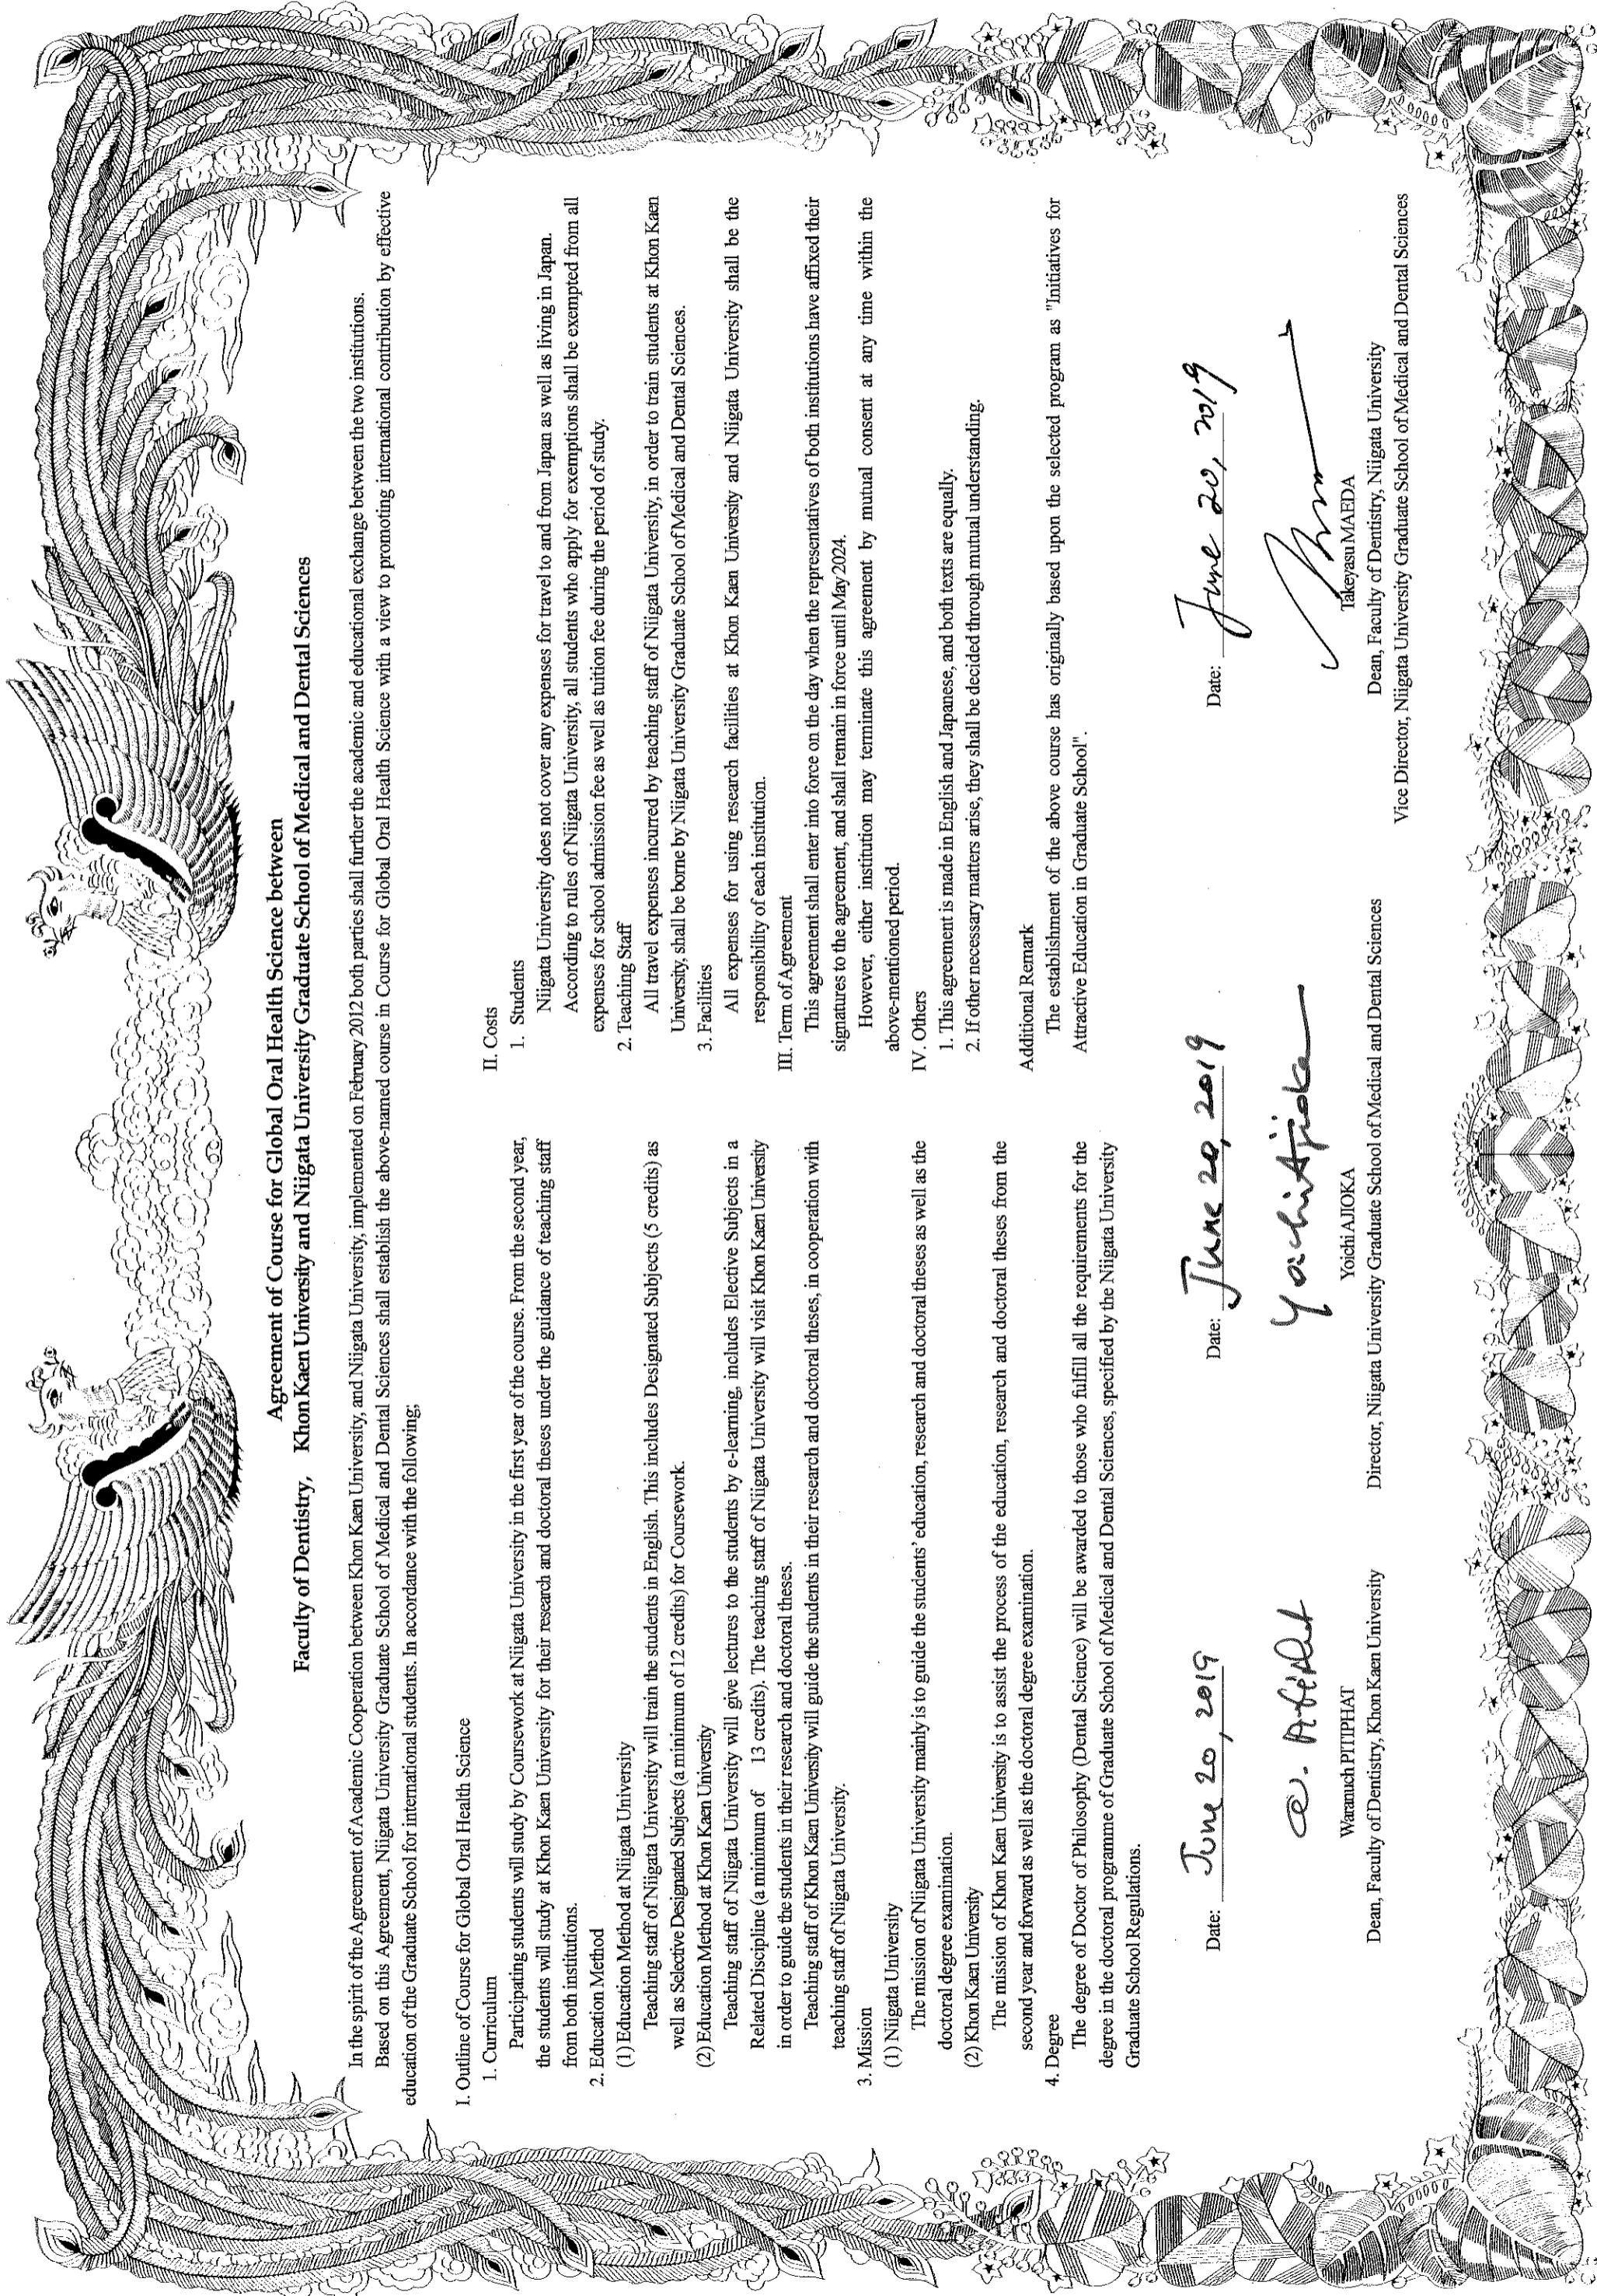 Agreement of Course for Global Oral Health Science between
Faculty of Dentistry, Khon Kaen University and Niigata University Graduate School of Medical and Dental Sciences
In the spirit of the Agreement of Academic Cooperation between Khon Kaen University, and Niigata University, implemented on February 2012 both parties shall further the academic and educational exchange between the two institutions.
Based on this Agreement, Niigata University Graduate School of Medical and Dental Sciences shall establish the above-named course in Course for Global Oral Health Science with a view to promoting international contribution by effective
education of the Graduate School for international students. In accordance with the following;
I. Outline of Course for Global Oral Health Science
1. Curriculum
Participating students will study by Coursework at Niigata University in the first year of the course. From the second year,
the students will study at Khon Kaen University for their research and doctoral theses under the guidance of teaching staff
from both institutions.
2. Education Method
(1) Education Method at Niigata University
Teaching staff of Niigata University will train the students in English. This includes Designated Subjects (5 credits) as
well as Selective Designated Subjects (a minimum of 12 credits) for Coursework.
(2) Education Method at Khon Kaen University
Teaching staff of Niigata University will give lectures to the students by e-learning, includes Elective Subjects in a
Related Discipline (a minimum of 13 credits). The teaching staff of Niigata University will visit Khon Kaen University
in order to guide the students in their research and doctoral theses.
Teaching staff of Khon Kaen University will guide the students in their research and doctoral theses, in cooperation with
teaching staff of Niigata University.
3. Mission
(1) Niigata University
The mission of Niigata University mainly is to guide the students' education, research and doctoral theses as well as the
doctoral degree examination.
(2) Khon Kaen University
The mission of Khon Kaen University is to assist the process of the education, research and doctoral theses from the
second year and forward as well as the doctoral degree examination.
4. Degree
The degree of Doctor of Philosophy (Dental Science) will be awarded to those who fulfill all the requirements for the
degree in the doctoral programme of Graduate School of Medical and Dental Sciences, specified by the Niigata University
Graduate School Regulations.
II. Costs
1. Students
Niigata University does not cover any expenses for travel to and from Japan as well as living in Japan.
According to rules of Niigata University, all students who apply for exemptions shall be exempted from all
expenses for school admission fee as well as tuition fee during the period of study.
2. Teaching Staff
All travel expenses incurred by teaching staff of Niigata University, in order to train students at Khon Kaen
University, shall be borne by Niigata University Graduate School of Medical and Dental Sciences.
3. Facilities
All expenses for using research facilities at Khon Kaen University and Niigata University shall be the
responsibility of each institution.
III. Term of Agreement
This agreement shall enter into force on the day when the representatives of both institutions have affixed their
signatures to the agreement, and shall remain in force until May 2024.
However, either institution may terminate this agreement by mutual consent at any time within the
above-mentioned period.
IV. Others
1. This agreement is made in English and Japanese, and both texts are equally.
2. If other necessary matters arise, they shall be decided through mutual understanding.
Additional Remark
The establishment of the above course has originally based upon the selected program as "Initiatives for
Attractive Education in Graduate School".
Date: June 20, 2019
Waranuch PITIPHAT
Dean, Faculty of Dentistry, Khon Kaen University
Date: June 20, 2019
Yoichi Ajioka
Yoichi AJIOKA
Director, Niigata University Graduate School of Medical and Dental Sciences
Date: June 20, 2019
Takeyasu MAEDA
Dean, Faculty of Dentistry, Niigata University
Vice Director, Niigata University Graduate School of Medical and Dental Sciences